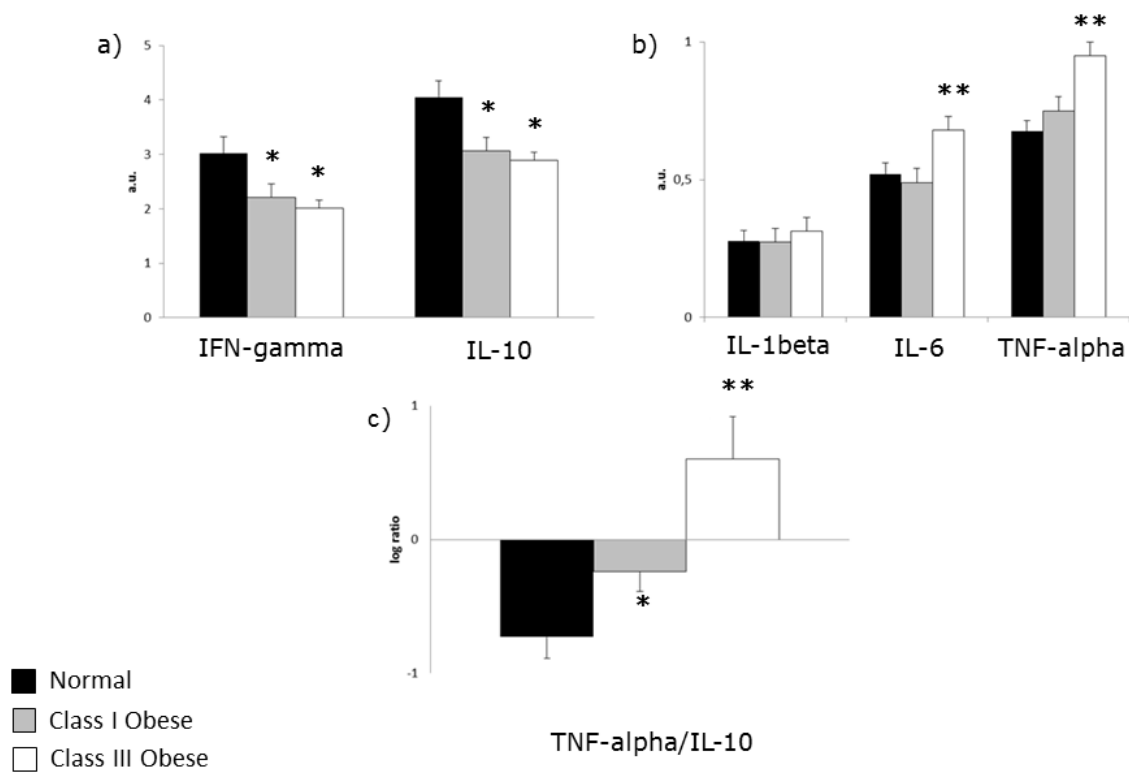 a)
5
4
3
2
1
0
a.u.
*
*
*
*
IFN-gamma
IL-10
b)
1
0,5
0
a.u.
**
**
IL-1beta
IL-6
TNF-alpha
c)
1
0
-1
log ratio
**
*
TNF-alpha/IL-10
Normal
Class I Obese
Class III Obese